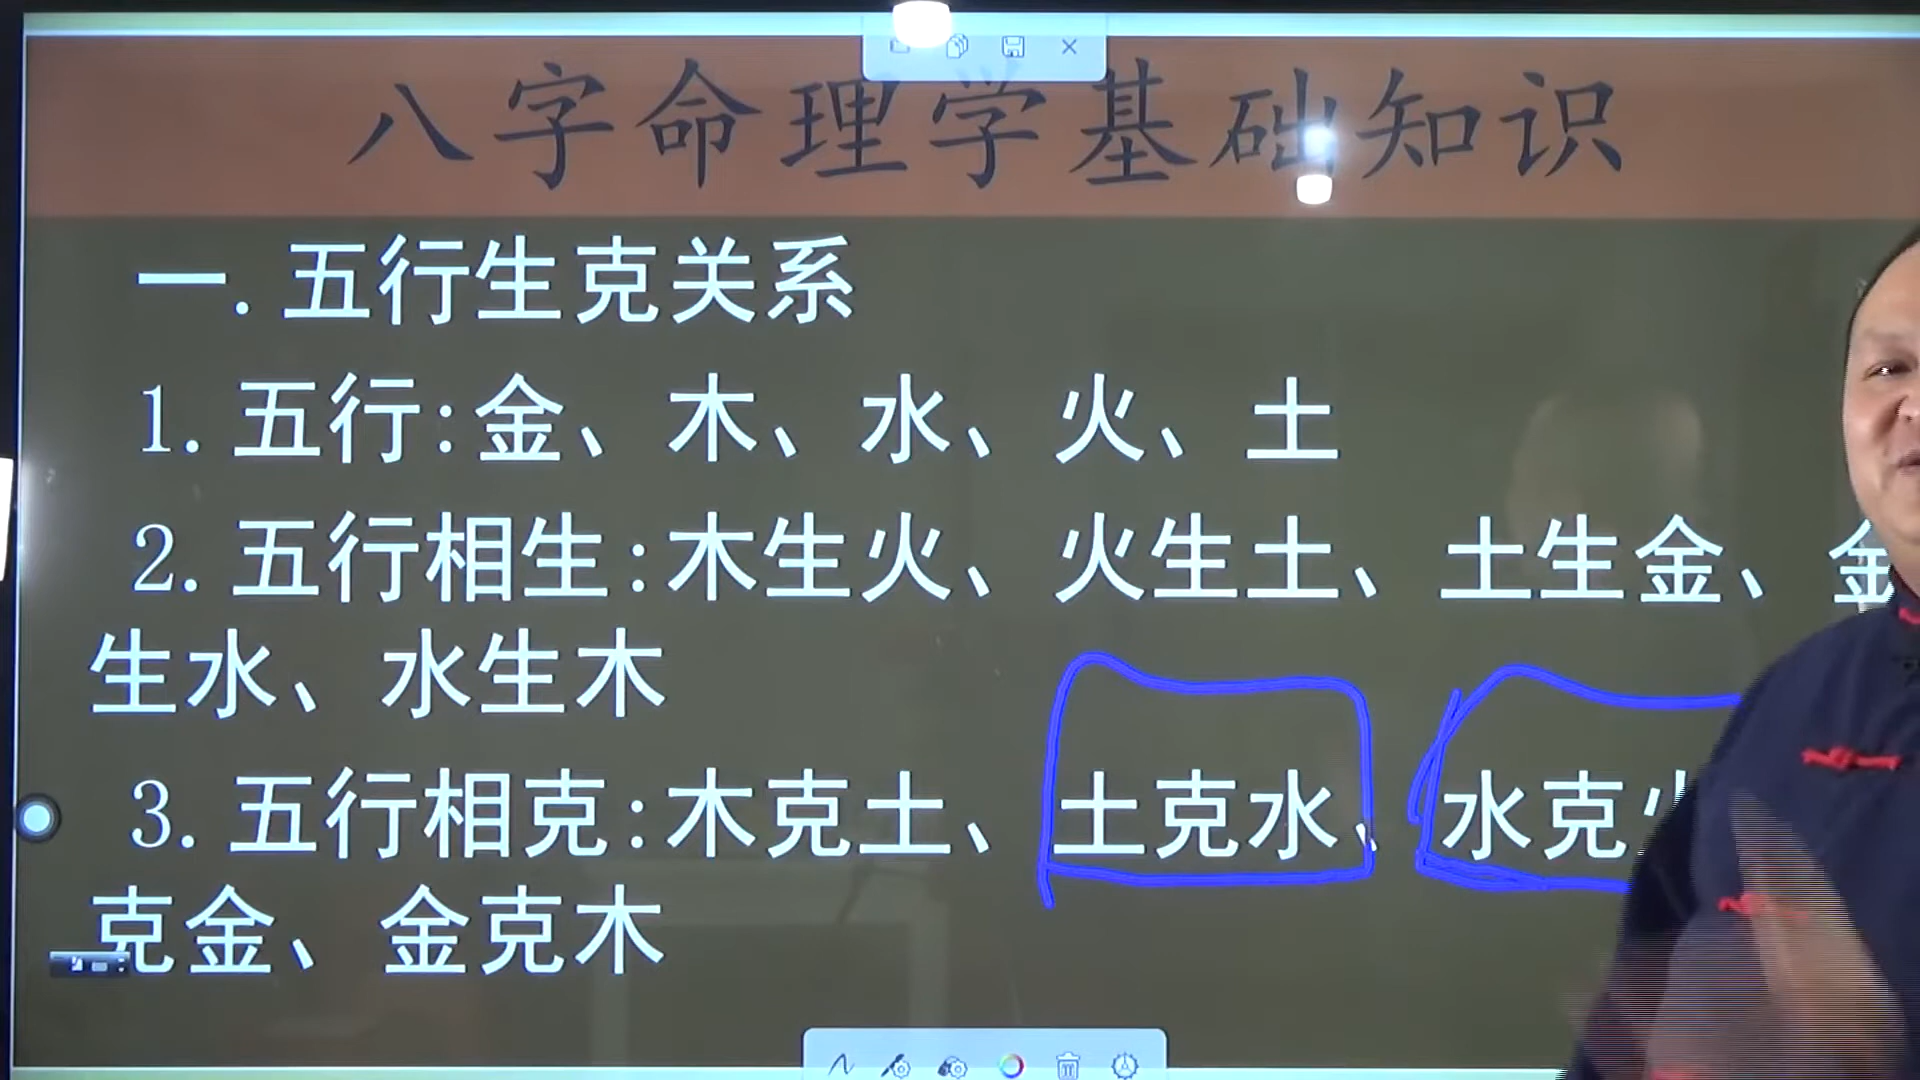 八字命理学基础知识
一.五行生克关系
1.五行:金、木、水、火、土
2.五行相生:木生火、火生土、土生金、金
生水、水生木
3.五行相克:木克土、土克水、水克
克金、金克木